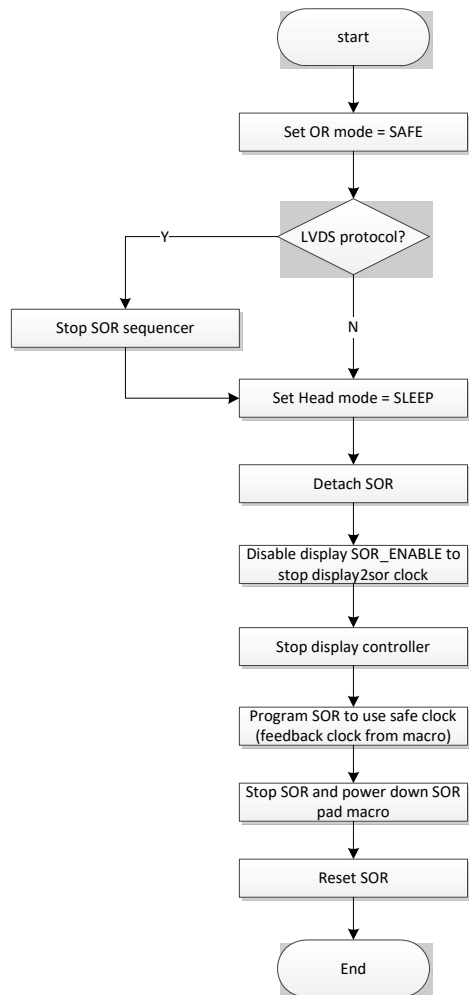 start
Set OR mode = SAFE
LVDS protocol?
Y
N
Stop SOR sequencer
Set Head mode = SLEEP
Detach SOR
Disable display SOR_ENABLE to
stop display2sor clock
Stop display controller
Program SOR to use safe clock
(feedback clock from macro)
Stop SOR and power down SOR
pad macro
Reset SOR
End